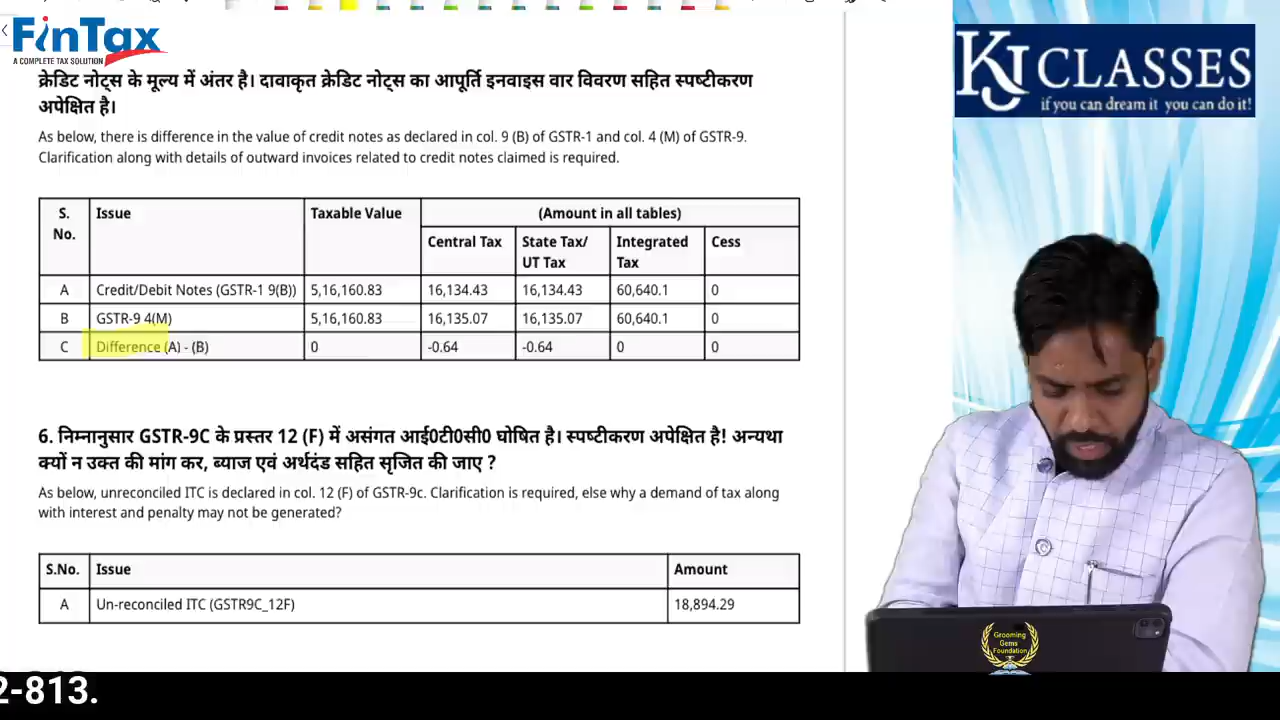 FinTax
A COMPLETE TAX SOLUTION
KJ CLASSES
if you can dream it you can do it!
क्रेडिट नोट्स के मूल्य में अंतर है। दावाकृत क्रेडिट नोट्स का आपूर्ति इनवाइस वार विवरण सहित स्पष्टीकरण
अपेक्षित है।
As below, there is difference in the value of credit notes as declared in col. 9 (B) of GSTR-1 and col. 4 (M) of GSTR-9.
Clarification along with details of outward invoices related to credit notes claimed is required.
S. No. Issue Taxable Value (Amount in all tables)
Central Tax State Tax/ UT Tax Integrated Tax Cess
A Credit/Debit Notes (GSTR-1 9(B)) 5,16,160.83 16,134.43 16,134.43 60,640.1 0
B GSTR-9 4(M) 5,16,160.83 16,135.07 16,135.07 60,640.1 0
C Difference (A) - (B) 0 -0.64 -0.64 0 0
6. निम्नानुसार GSTR-9C के प्रस्तर 12 (F) में असंगत आई0टी0सी0 घोषित है। स्पष्टीकरण अपेक्षित है! अन्यथा
क्यों न उक्त की मांग कर, ब्याज एवं अर्थदंड सहित सृजित की जाए ?
As below, unreconciled ITC is declared in col. 12 (F) of GSTR-9c. Clarification is required, else why a demand of tax along
with interest and penalty may not be generated?
S.No. Issue Amount
A Un-reconciled ITC (GSTR9C_12F) 18,894.29
Grooming
Gems
Foundation
2-813.